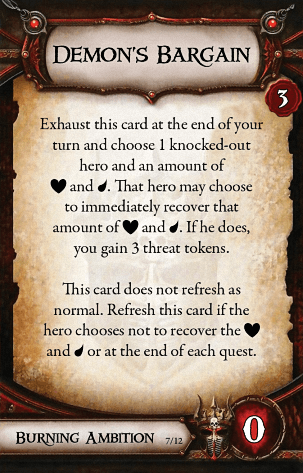 Demon's Bargain
3
Exhaust this card at the end of your
turn and choose 1 knocked-out
hero and an amount of
♥ and 💧. That hero may choose
to immediately recover that
amount of ♥ and 💧. If he does,
you gain 3 threat tokens.
This card does not refresh as
normal. Refresh this card if the
hero chooses not to recover the ♥
and 💧 or at the end of each quest.
Burning Ambition 7/12
0